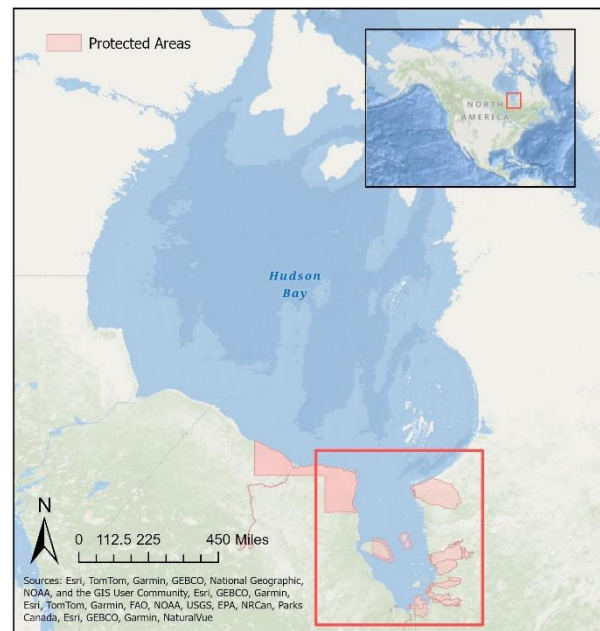 Protected Areas
NORTH
AMERICA
Hudson
Bay
N
0 112.5 225 450 Miles
Sources: Esri, TomTom, Garmin, GEBCO, National Geographic,
NOAA, and the GIS User Community, Esri, GEBCO, Garmin,
Esri, TomTom, Garmin, FAO, NOAA, USGS, EPA, NRCan, Parks
Canada, Esri, GEBCO, Garmin, NaturalVue